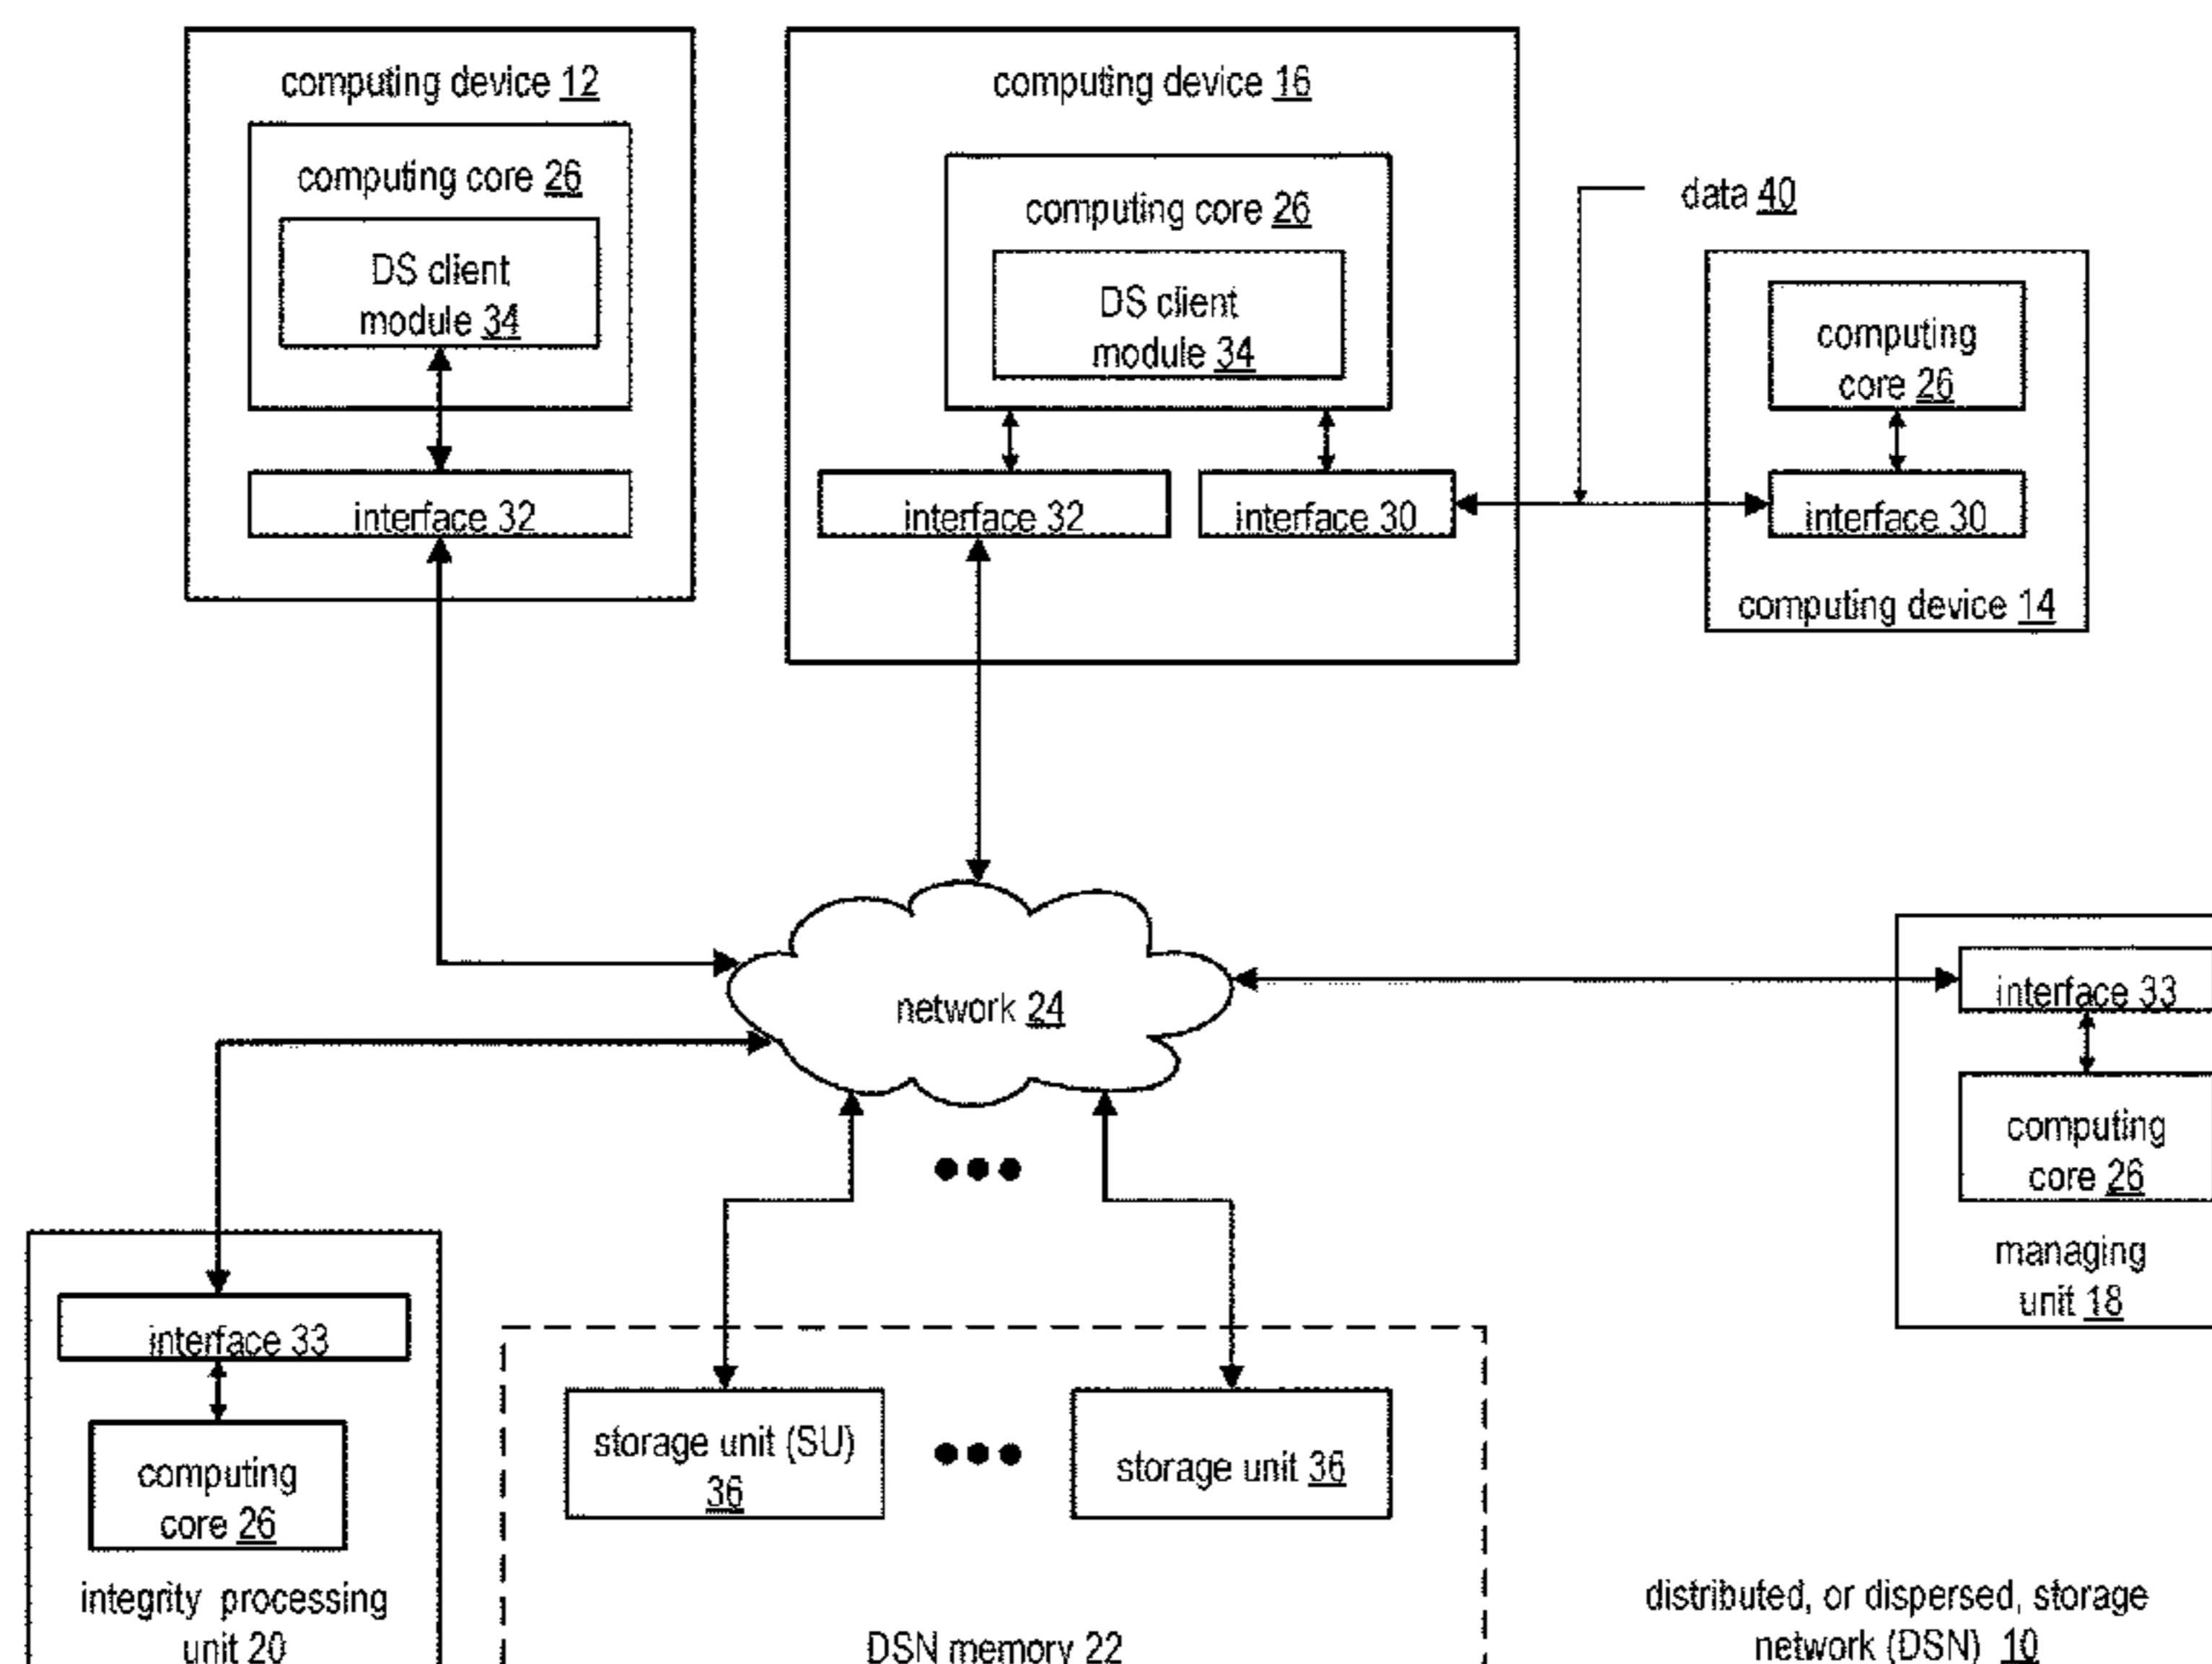 computing device 12
computing core 26
DS client
module 34
interface 32
computing device 16
computing core 26
DS client
module 34
interface 32
interface 30
data 40
computing
core 26
interface 30
computing device 14
network 24
interface 33
computing
core 26
managing
unit 18
interface 33
computing
core 26
integrity processing
unit 20
storage unit (SU)
36
storage unit 36
DSN memory 22
distributed, or dispersed, storage
network (DSN) 10